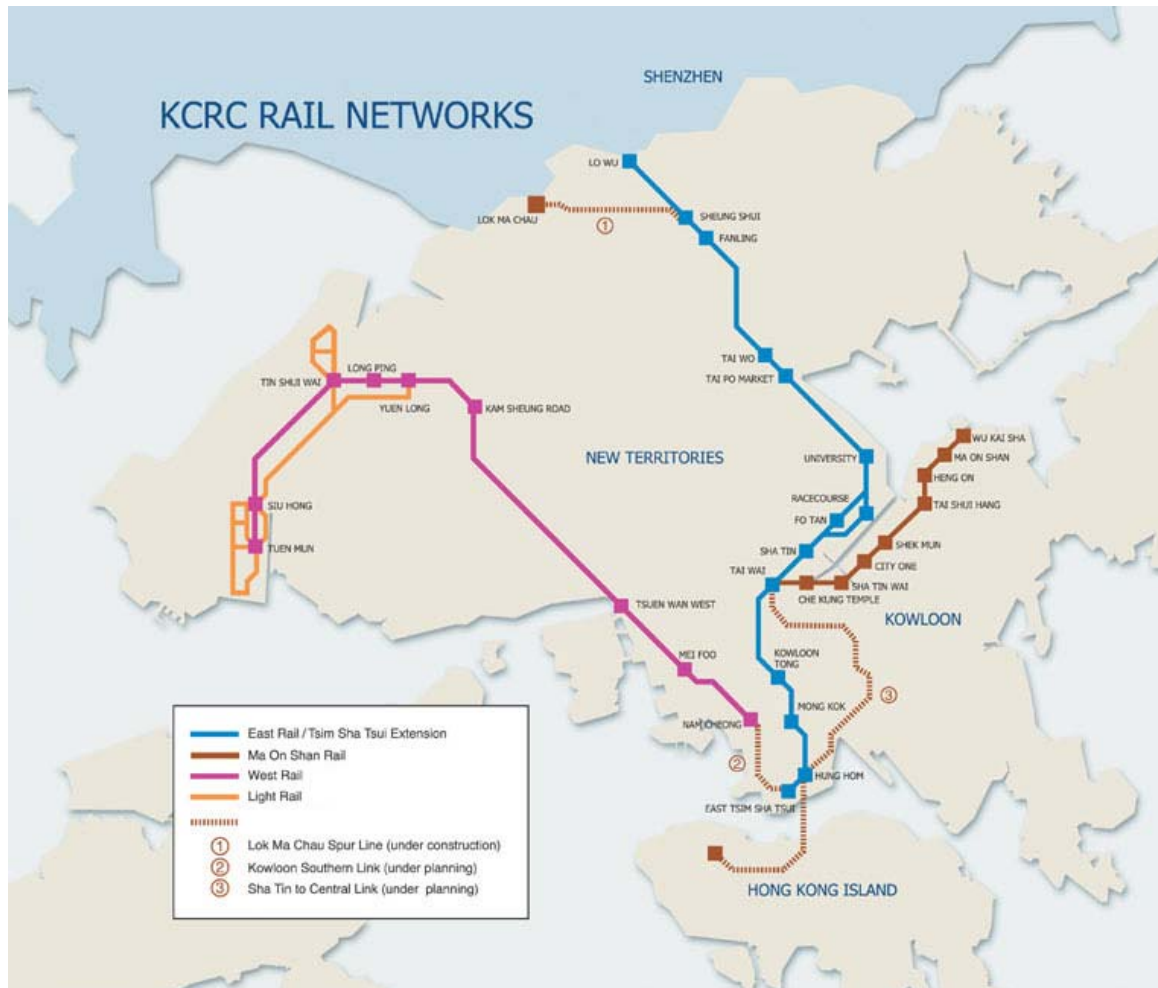 SHENZHEN
KCRC RAIL NETWORKS
LO WU
LOK MA CHAU
SHEUNG SHUI
1
FANLING
TAI WO
TAI PO MARKET
LONG PING
TIN SHUI WAI
YUEN LONG
KAM SHEUNG ROAD
WU KAI SHA
MA ON SHAN
NEW TERRITORIES
UNIVERSITY
HENG ON
RACECOURSE
TAI SHUI HANG
SIU HONG
FO TAN
SHEK MUN
TUEN MUN
SHA TIN
CITY ONE
TAI WAI
SHA TIN WAI
CHE KUNG TEMPLE
TSUEN WAN WEST
KOWLOON
MEI FOO
KOWLOON
TONG
3
MONG KOK
NAM CHEONG
2
HUNG HOM
EAST TSIM SHA TSUI
HONG KONG ISLAND
East Rail / Tsim Sha Tsui Extension
Ma On Shan Rail
West Rail
Light Rail
1 Lok Ma Chau Spur Line (under construction)
2 Kowloon Southern Link (under planning)
3 Sha Tin to Central Link (under planning)